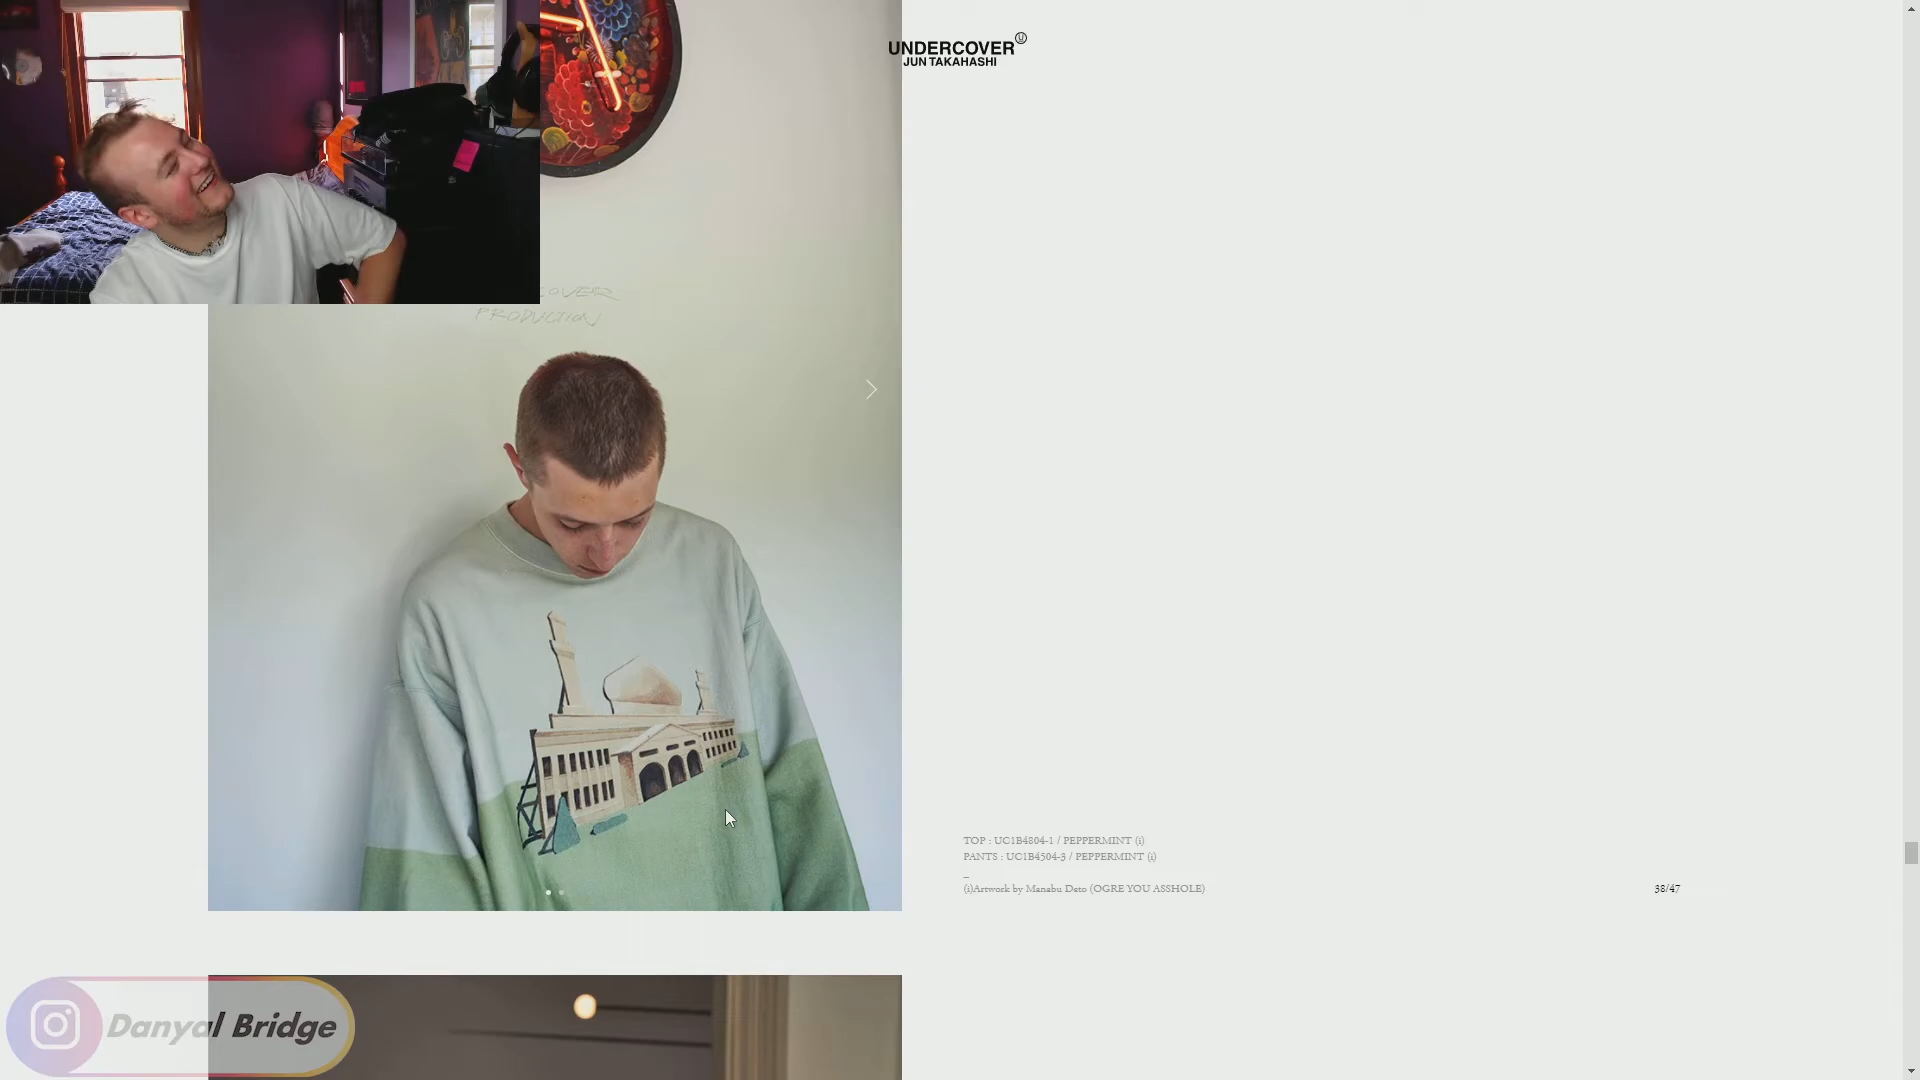 UNDERCOVER
JUN TAKAHASHI
COVER
PRODUCTION
TOP : UC1B4804-1 / PEPPERMINT (i)
PANTS : UC1B4504-3 / PEPPERMINT (i)
_
(i)Artwork by Manabu Deto (OGRE YOU ASSHOLE)
38/47
Danyal Bridge